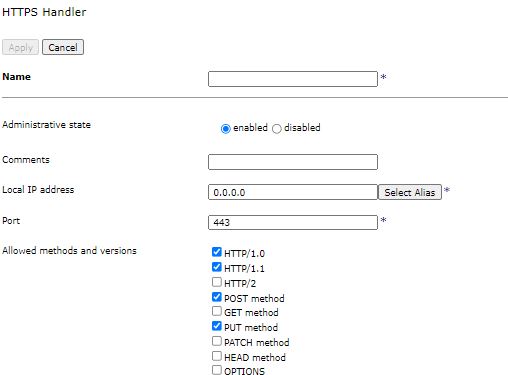 HTTPS Handler
Apply Cancel
Name *
Administrative state enabled disabled
Comments
Local IP address 0.0.0.0 Select Alias *
Port 443 *
Allowed methods and versions HTTP/1.0
HTTP/1.1
HTTP/2
POST method
GET method
PUT method
PATCH method
HEAD method
OPTIONS